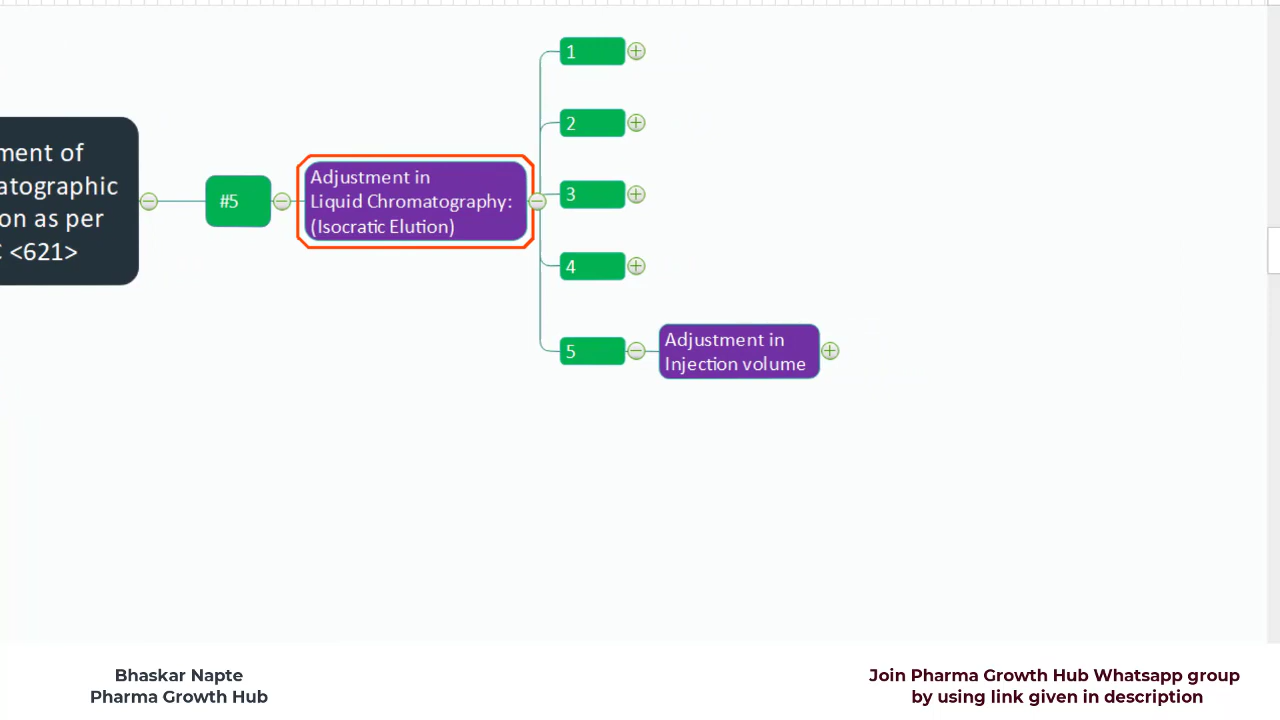 ment of
atographic
on as per
<621>
#5
Adjustment in
Liquid Chromatography:
(Isocratic Elution)
1
2
3
4
5
Adjustment in
Injection volume
Bhaskar Napte
Pharma Growth Hub
Join Pharma Growth Hub Whatsapp group
by using link given in description